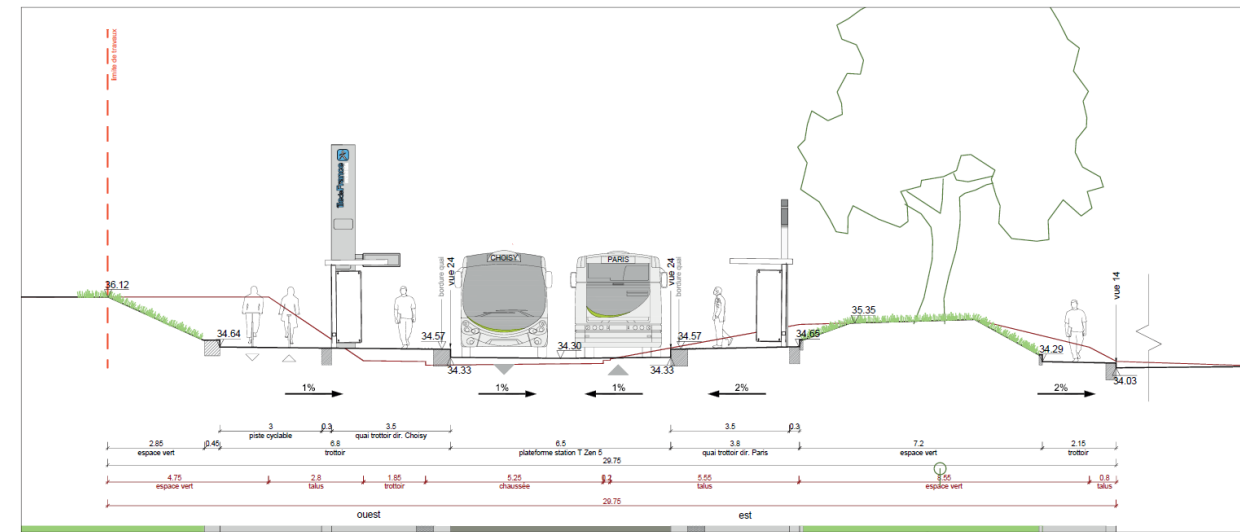 limite de travaux
iledeFrance
CHOISY
PARIS
bordure quai
vue 24
vue 24
bordure quai
vue 14
36.12
34.64
34.57
34.33
34.30
34.57
34.33
34.65
35.35
34.29
34.03
1%
1%
1%
2%
2%
3
0.3
3.5
3.5
0.3
piste cyclable
quai trottoir dir. Choisy
2.85
0.45
6.8
6.5
3.8
7.2
2.15
espace vert
trottoir
plateforme station T Zen 5
quai trottoir dir. Paris
espace vert
trottoir
29.75
4.75
2.8
1.85
5.25
5.55
0.8
espace vert
talus
trottoir
chaussée
talus
espace vert
talus
29.75
ouest
est